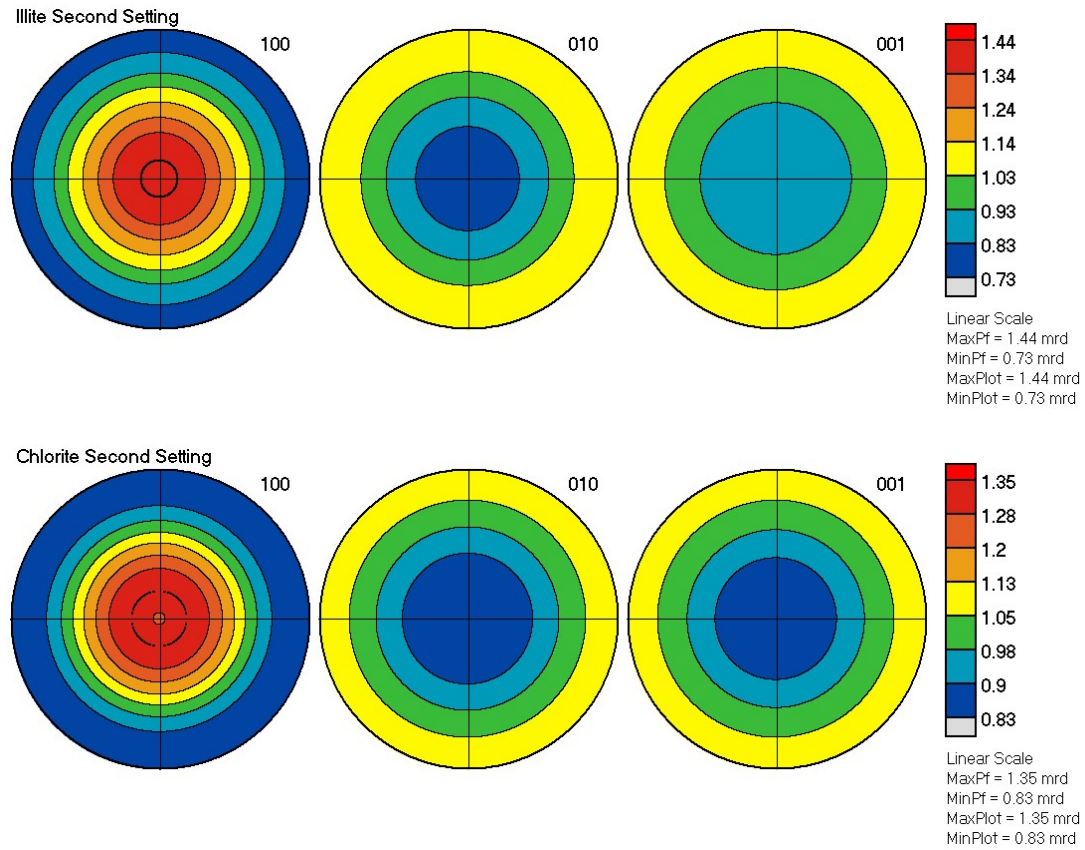 Illite Second Setting
100
010
001
1.44
1.34
1.24
1.14
1.03
0.93
0.83
0.73
Linear Scale
MaxPf = 1.44 mrd
MinPf = 0.73 mrd
MaxPlot = 1.44 mrd
MinPlot = 0.73 mrd
Chlorite Second Setting
100
010
001
1.35
1.28
1.2
1.13
1.05
0.98
0.9
0.83
Linear Scale
MaxPf = 1.35 mrd
MinPf = 0.83 mrd
MaxPlot = 1.35 mrd
MinPlot = 0.83 mrd